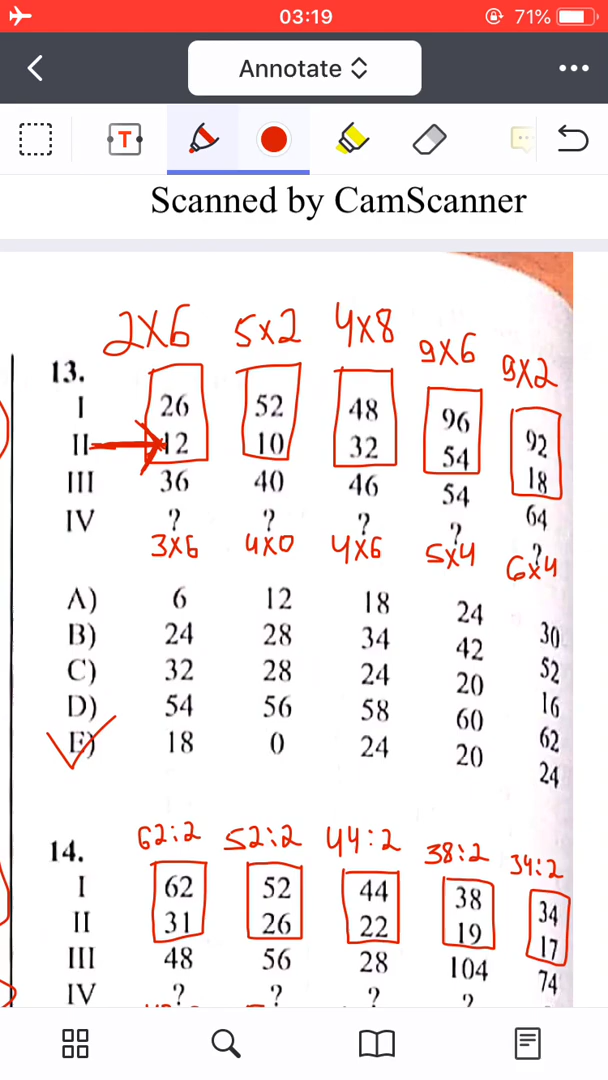 03:19
71%
Annotate
T
Scanned by CamScanner
2x6 5x2 4x8 9x6 9x2
13.
I 26 52 48 96 92
II 12 10 32 54 18
III 36 40 46 54 64
IV ? ? ? ? ?
3x6 4x0 4x6 5x4 6x4
A) 6 12 18 24 30
B) 24 28 34 42 52
C) 32 28 24 20 16
D) 54 56 58 60 62
E) 18 0 24 20 24
62:2 52:2 44:2 38:2 34:2
14.
I 62 52 44 38 34
II 31 26 22 19 17
III 48 56 28 104 74
IV ? ? ? ?